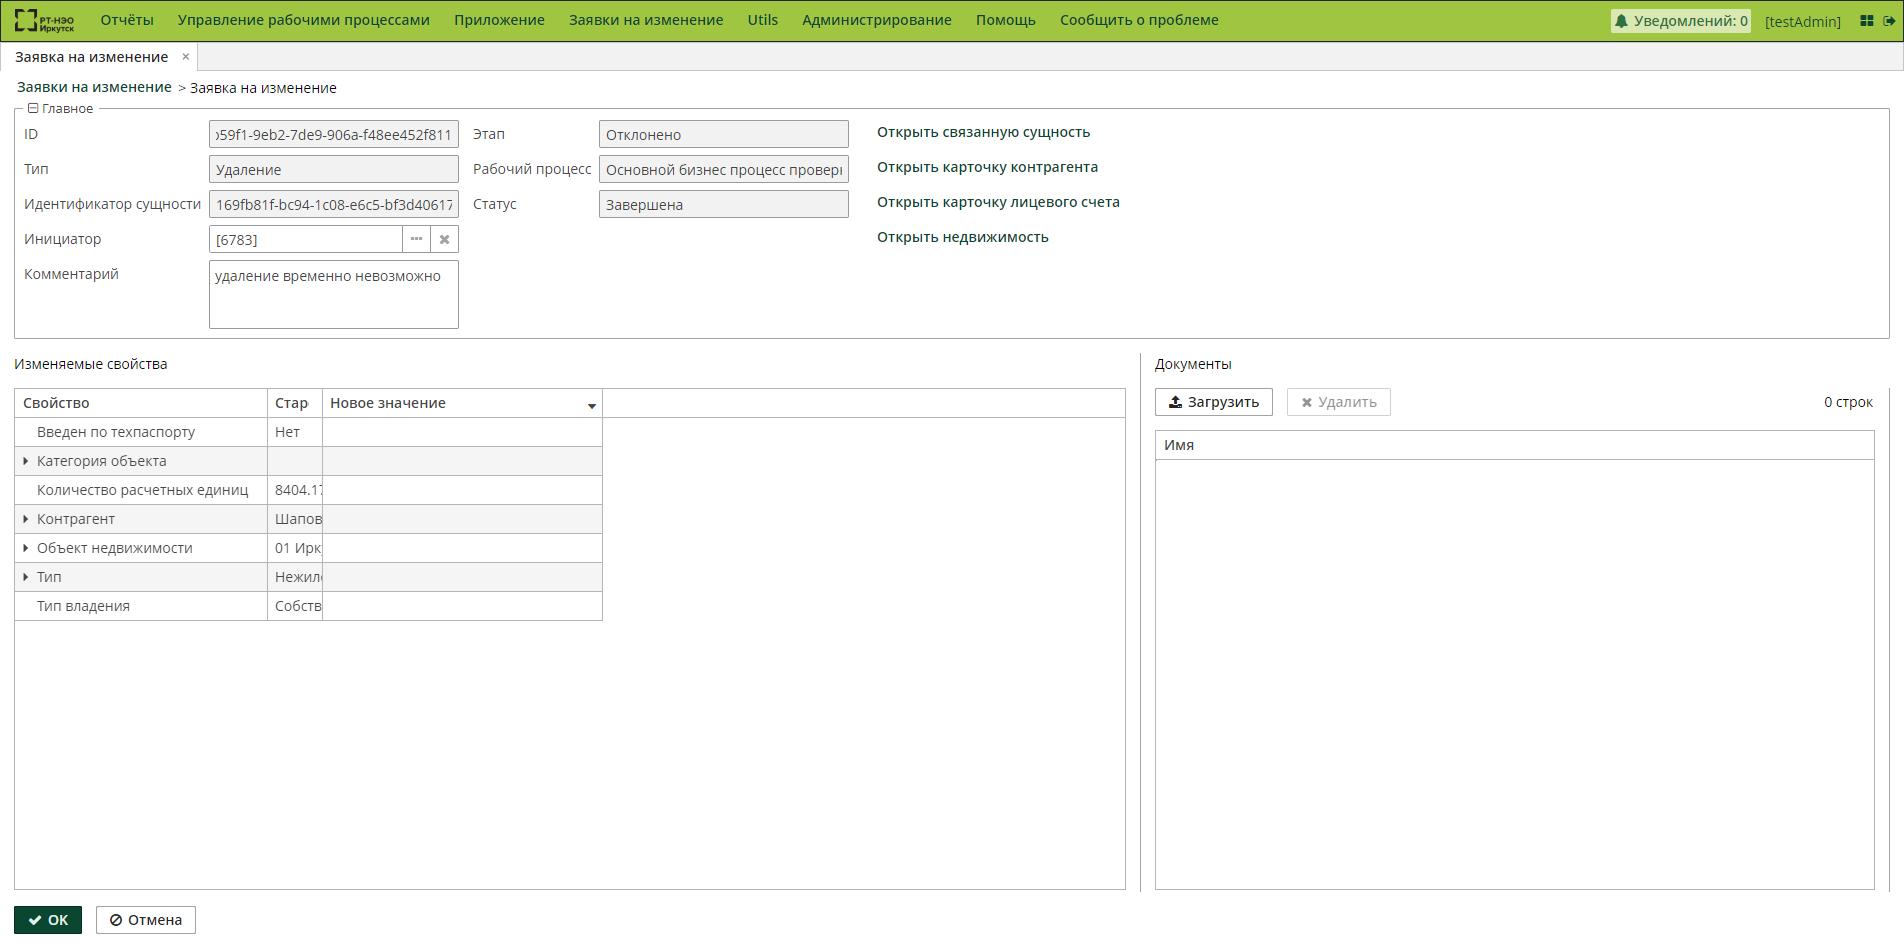 РТ-НЭО Иркутск
Отчёты Управление рабочими процессами Приложение Заявки на изменение Utils Администрирование Помощь Сообщить о проблеме Уведомлений: 0 [testAdmin]
Заявка на изменение ×
Заявки на изменение > Заявка на изменение
Главное
ID 59f1-9eb2-7de9-906a-f48ee452f811 Этап Отклонено Открыть связанную сущность
Тип Удаление Рабочий процесс Основной бизнес процесс провер Открыть карточку контрагента
Идентификатор сущности 169fb81f-bc94-1c08-e6c5-bf3d40617 Статус Завершена Открыть карточку лицевого счета
Инициатор [6783] Открыть недвижимость
Комментарий удаление временно невозможно
Изменяемые свойства Документы
Загрузить Удалить 0 строк
Свойство Стар Новое значение
Имя
Введен по техпаспорту Нет
Категория объекта
Количество расчетных единиц 8404.17
Контрагент Шапов
Объект недвижимости 01 Ирк
Тип Нежил
Тип владения Собств
OK Отмена